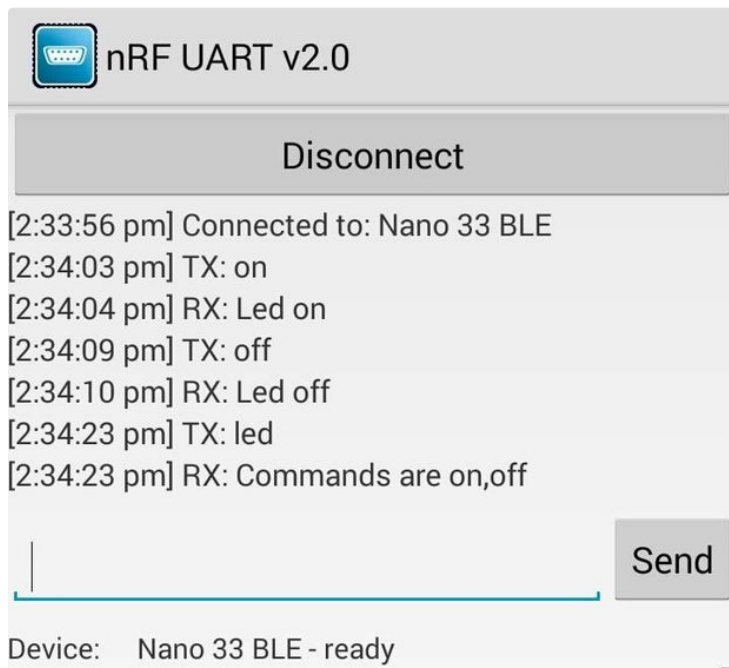 nRF UART v2.0
Disconnect
[2:33:56 pm] Connected to: Nano 33 BLE
[2:34:03 pm] TX: on
[2:34:04 pm] RX: Led on
[2:34:09 pm] TX: off
[2:34:10 pm] RX: Led off
[2:34:23 pm] TX: led
[2:34:23 pm] RX: Commands are on,off
Send
Device: Nano 33 BLE - ready